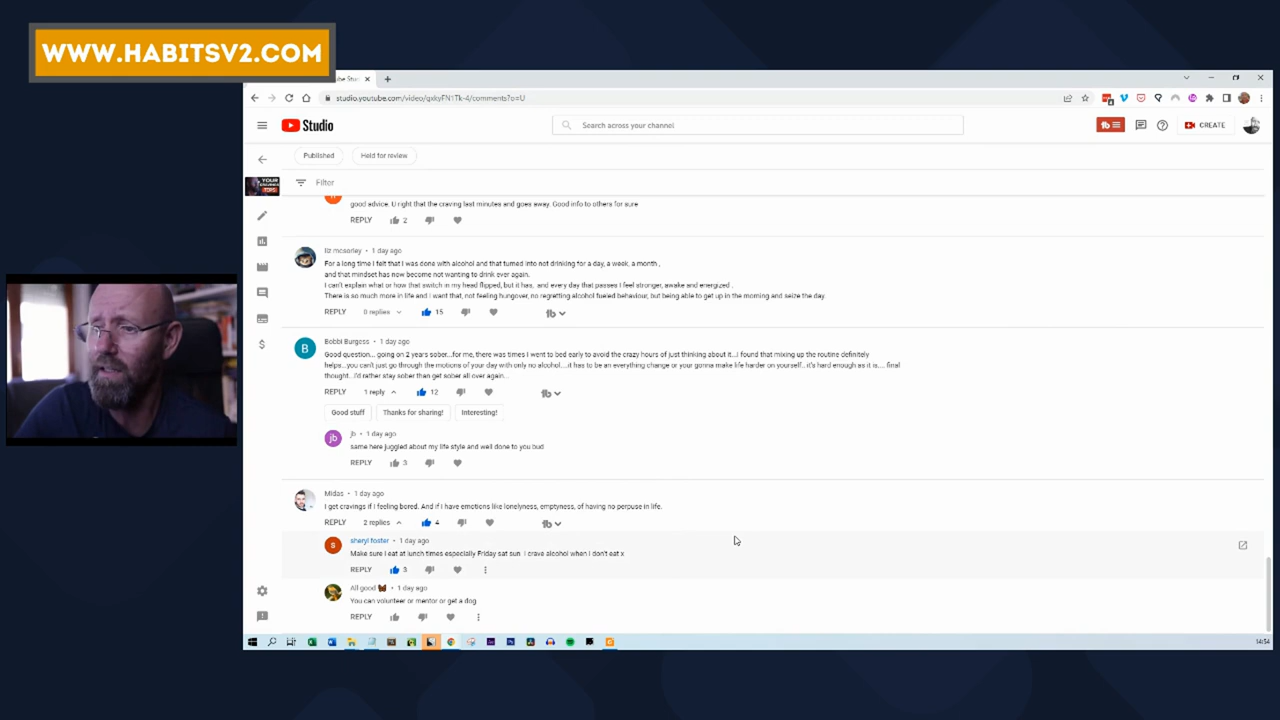 WWW.HABITSV2.COM
studio.youtube.com/video/qxkyFN1Tk-4/comments?o=U
Studio
Search across your channel
CREATE
Published
Held for review
Filter
good advice. U right that the craving last minutes and goes away. Good info to others for sure
REPLY 2
liz mcsorley • 1 day ago
For a long time I felt that I was done with alcohol and that turned into not drinking for a day, a week, a month ,
and that mindset has now become not wanting to drink ever again.
I can't explain what or how that switch in my head flipped, but it has, and every day that passes I feel stronger, awake and energized .
There is so much more in life and I want that, not feeling hungover, no regretting alcohol fueled behaviour, but being able to get up in the morning and seize the day.
REPLY 0 replies 15
B
Bobbi Burgess • 1 day ago
Good question... going on 2 years sober...for me, there was times I went to bed early to avoid the crazy hours of just thinking about it...I found that mixing up the routine definitely
helps...you can't just go through the motions of your day with only no alcohol....it has to be an everything change or your gonna make life harder on yourself.. it's hard enough as it is.... final
thought...i'd rather stay sober than get sober all over again...
REPLY 1 reply 12
Good stuff
Thanks for sharing!
Interesting!
jb
jb • 1 day ago
same here juggled about my life style and well done to you bud
REPLY 3
Midas • 1 day ago
I get cravings if I feeling bored. And if I have emotions like lonelyness, emptyness, of having no perpuse in life.
REPLY 2 replies 4
s
sheryl foster • 1 day ago
Make sure I eat at lunch times especially Friday sat sun I crave alcohol when I don't eat x
REPLY 3
All good 🦋 • 1 day ago
You can volunteer or mentor or get a dog
REPLY
14:54